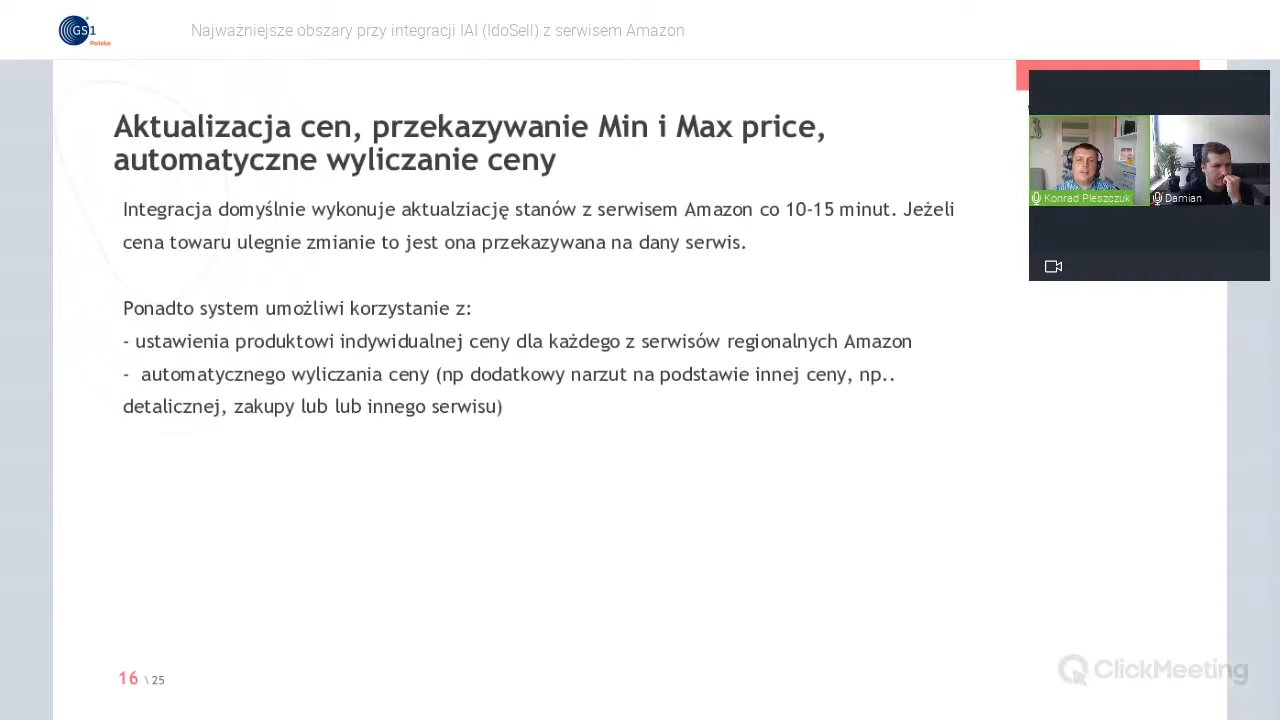 GS1
Polska
Najważniejsze obszary przy integracji IAI (IdoSell) z serwisem Amazon
Aktualizacja cen, przekazywanie Min i Max price,
automatyczne wyliczanie ceny
Integracja domyślnie wykonuje aktualziację stanów z serwisem Amazon co 10-15 minut. Jeżeli
cena towaru ulegnie zmianie to jest ona przekazywana na dany serwis.
Ponadto system umożliwi korzystanie z:
- ustawienia produktowi indywidualnej ceny dla każdego z serwisów regionalnych Amazon
- automatycznego wyliczania ceny (np dodatkowy narzut na podstawie innej ceny, np..
detalicznej, zakupy lub lub innego serwisu)
Konrad Pleszczuk
Damian
16 \ 25
ClickMeeting